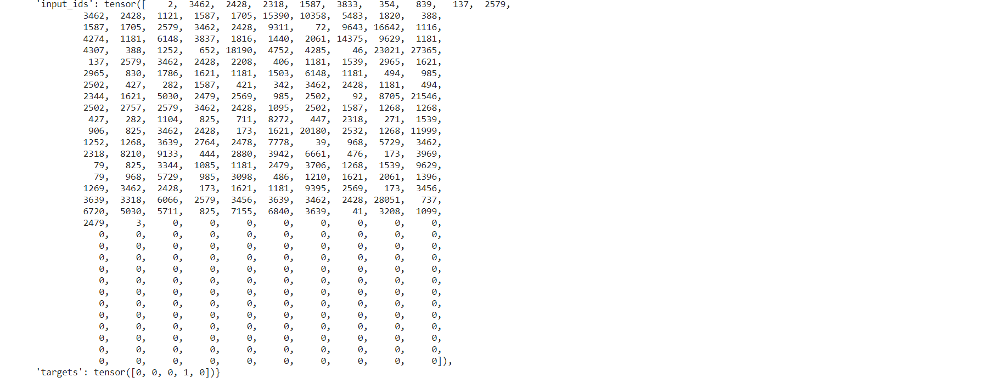 'input_ids': tensor([    2,  3462,  2428,  2318,  1587,  3833,   354,   839,   137,  2579,
3462,  2428,  1121,  1587,  1705, 15390, 10358,  5483,  1820,   388,
1587,  1705,  2579,  3462,  2428,  9311,    72,  9643, 16642,  1116,
4274,  1181,  6148,  3837,  1816,  1440,  2061, 14375,  9629,  1181,
4307,   388,  1252,   652, 18190,  4752,  4285,    46, 23021, 27365,
137,  2579,  3462,  2428,  2208,   406,  1181,  1539,  2965,  1621,
2965,   830,  1786,  1621,  1181,  1503,  6148,  1181,   494,   985,
2502,   427,   282,  1587,   421,   342,  3462,  2428,  1181,   494,
2344,  1621,  5030,  2479,  2569,   985,  2502,    92,  8705, 21546,
2502,  2757,  2579,  3462,  2428,  1095,  2502,  1587,  1268,  1268,
427,   282,  1104,   825,   711,  8272,   447,  2318,   271,  1539,
906,   825,  3462,  2428,   173,  1621, 20180,  2532,  1268, 11999,
1252,  1268,  3639,  2764,  2478,  7778,    39,   968,  5729,  3462,
2318,  8210,  9133,   444,  2880,  3942,  6661,   476,   173,  3969,
79,   825,  3344,  1085,  1181,  2479,  3706,  1268,  1539,  9629,
79,   968,  5729,   985,  3098,   486,  1210,  1621,  2061,  1396,
1269,  3462,  2428,   173,  1621,  1181,  9395,  2569,   173,  3456,
3639,  3318,  6066,  2579,  3456,  3639,  3462,  2428, 28051,   737,
6720,  5030,  5711,   825,  7155,  6840,  3639,    41,  3208,  1099,
2479,     3,     0,     0,     0,     0,     0,     0,     0,     0,
0,     0,     0,     0,     0,     0,     0,     0,     0,     0,
0,     0,     0,     0,     0,     0,     0,     0,     0,     0,
0,     0,     0,     0,     0,     0,     0,     0,     0,     0,
0,     0,     0,     0,     0,     0,     0,     0,     0,     0,
0,     0,     0,     0,     0,     0,     0,     0,     0,     0,
0,     0,     0,     0,     0,     0,     0,     0,     0,     0,
0,     0,     0,     0,     0,     0,     0,     0,     0,     0,
0,     0,     0,     0,     0,     0,     0,     0,     0,     0,
0,     0,     0,     0,     0,     0,     0,     0,     0,     0,
0,     0,     0,     0,     0,     0,     0,     0,     0,     0,
0,     0,     0,     0,     0,     0,     0,     0,     0,     0,
0,     0,     0,     0,     0,     0,     0,     0,     0,     0]),
'targets': tensor([0, 0, 0, 1, 0])}